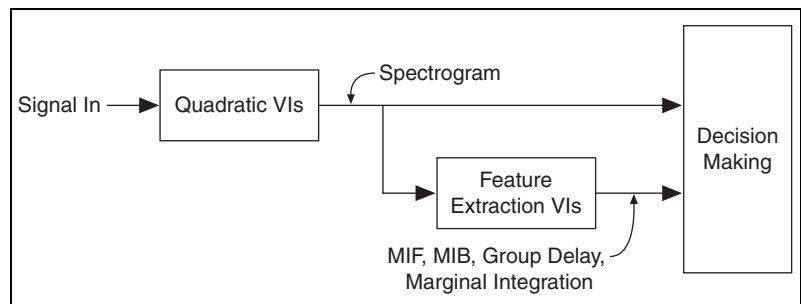 Spectrogram
Signal In
Quadratic VIs
Decision
Making
Feature
Extraction VIs
MIF, MIB, Group Delay,
Marginal Integration